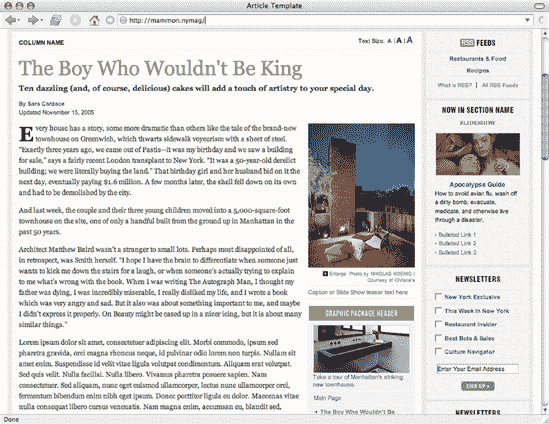 Article Template
http://mammon.nymag/
COLUMN NAME
Text Size: A | A | A
The Boy Who Wouldn't Be King
Ten dazzling (and, of course, delicious) cakes will add a touch of artistry to your special day.
By Sara Cardace
Updated November 15, 2005
Every house has a story, some more dramatic than others like the tale of the brand-new
townhouse on Greenwich, which thwarts sidewalk voyeurism with a sheet of steel.
"Exactly three years ago, we came out of Pastis—it was my birthday and we saw a building
for sale," says a fairly recent London transplant to New York. "It was a 50-year-old derelict
building; we were literally buying the land." That birthday girl and her husband bid on it the
next day, eventually paying $1.6 million. A few months later, the shell fell down on its own
and had to be demolished by the city.
And last week, the couple and their three young children moved into a 5,000-square-foot
townhouse on the site, one of only a handful built from the ground up in Manhattan in the
past 50 years.
Architect Matthew Baird wasn't a stranger to small lots. Perhaps most disappointed of all,
in retrospect, was Smith herself. "I hope I have the brain to differentiate when someone just
wants to kick me down the stairs for a laugh, or when someone's actually trying to explain
to me what's wrong with the book. When I was writing The Autograph Man, I thought my
father was dying, I was incredibly miserable, I really disliked my life, and I wrote a book
which was very angry and sad. But it also was about something important to me, and maybe
I didn't express it properly. On Beauty might be cased up in a nicer icing, but it is about many
similar things."
Lorem ipsum dolor sit amet, consectetuer adipiscing elit. Morbi commodo, ipsum sed
pharetra gravida, orci magna rhoncus neque, id pulvinar odio lorem non turpis. Nullam sit
amet enim. Suspendisse id velit vitae ligula volutpat condimentum. Aliquam erat volutpat.
Sed quis velit. Nulla facilisi. Nulla libero. Vivamus pharetra posuere sapien. Nam
consectetuer. Sed aliquam, nunc eget euismod ullamcorper, lectus nunc ullamcorper orci,
fermentum bibendum enim nibh eget ipsum. Donec porttitor ligula eu dolor. Maecenas vitae
nulla consequat libero cursus venenatis. Nam magna enim, accumsan eu, blandit sed,
Enlarge Photo by NIKOLAS KOENIG /
Courtesy of Christie's
Caption or Slide Show teaser text here
GRAPHIC PACKAGE HEADER
Take a tour of Manhattan's striking
new townhouse.
Main Page
The Boy Who Wouldn't Be
RSS FEEDS
Restaurants & Food
Recipes
What is RSS? | All RSS Feeds
NOW IN SECTION NAME
SLIDESHOW
Apocalypse Guide
How to avoid avian flu, wash off
a dirty bomb, evacuate,
medicate, and otherwise live
through a disaster.
Bulleted Link 1
Bulleted Link 2
Bulleted Link 3
NEWSLETTERS
New York Exclusive
This Week in New York
Restaurant Insider
Best Bets & Sales
Culture Navigator
Enter Your Email Address
SIGN UP
NEWSLETTERS
Done